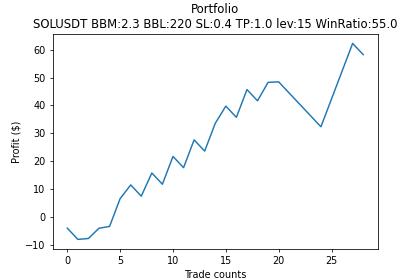 Portfolio
SOLUSDT BBM:2.3 BBL:220 SL:0.4 TP:1.0 lev:15 WinRatio:55.0
60
50
40
30
20
10
0
−10
Profit ($)
0 5 10 15 20 25
Trade counts